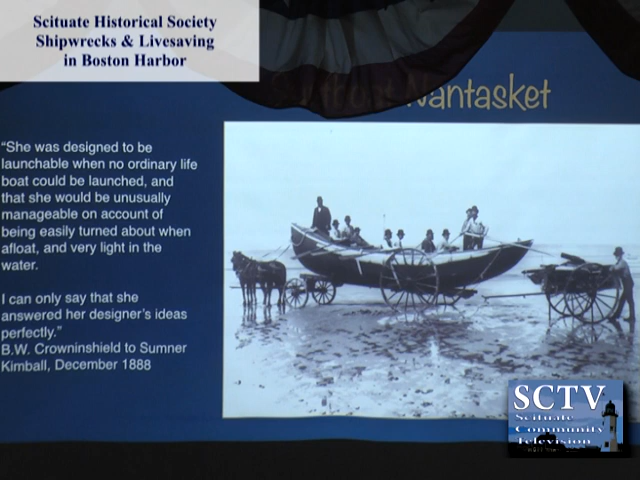 Scituate Historical Society
Shipwrecks & Livesaving
in Boston Harbor
Nantasket
“She was designed to be
launchable when no ordinary life
boat could be launched, and
that she would be unusually
manageable on account of
being easily turned about when
afloat, and very light in the
water.
I can only say that she
answered her designer's ideas
perfectly.”
B.W. Crowninshield to Sumner
Kimball, December 1888
SCTV
Scituate
Community
Television